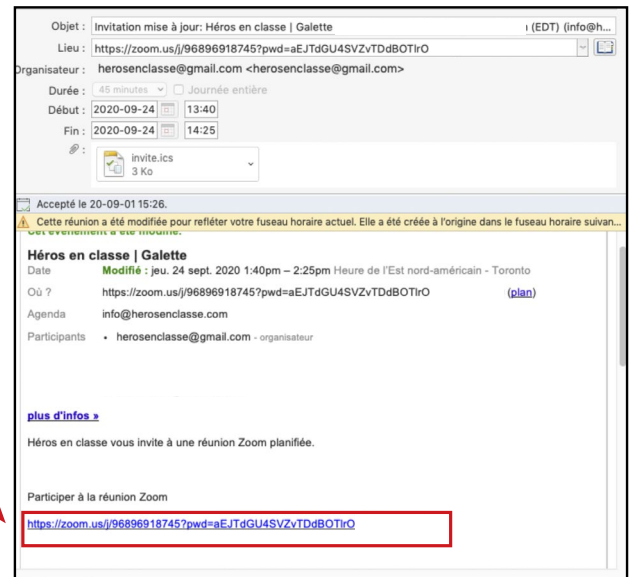 Objet : Invitation mise à jour: Héros en classe | Galette (EDT) (info@h...
Lieu : https://zoom.us/j/96896918745?pwd=aEJTdGU4SVZvTDdBOTlrO
Organisateur : herosenclasse@gmail.com <herosenclasse@gmail.com>
Durée : 45 minutes Journée entière
Début : 2020-09-24 13:40
Fin : 2020-09-24 14:25
invite.ics
3 Ko
Accepté le 20-09-01 15:26.
Cette réunion a été modifiée pour refléter votre fuseau horaire actuel. Elle a été créée à l'origine dans le fuseau horaire suivan...
Cet événement a été modifié.
Héros en classe | Galette
Date Modifié : jeu. 24 sept. 2020 1:40pm – 2:25pm Heure de l'Est nord-américain - Toronto
Où ? https://zoom.us/j/96896918745?pwd=aEJTdGU4SVZvTDdBOTlrO (plan)
Agenda info@herosenclasse.com
Participants • herosenclasse@gmail.com - organisateur
plus d'infos »
Héros en classe vous invite à une réunion Zoom planifiée.
Participer à la réunion Zoom
https://zoom.us/j/96896918745?pwd=aEJTdGU4SVZvTDdBOTlrO